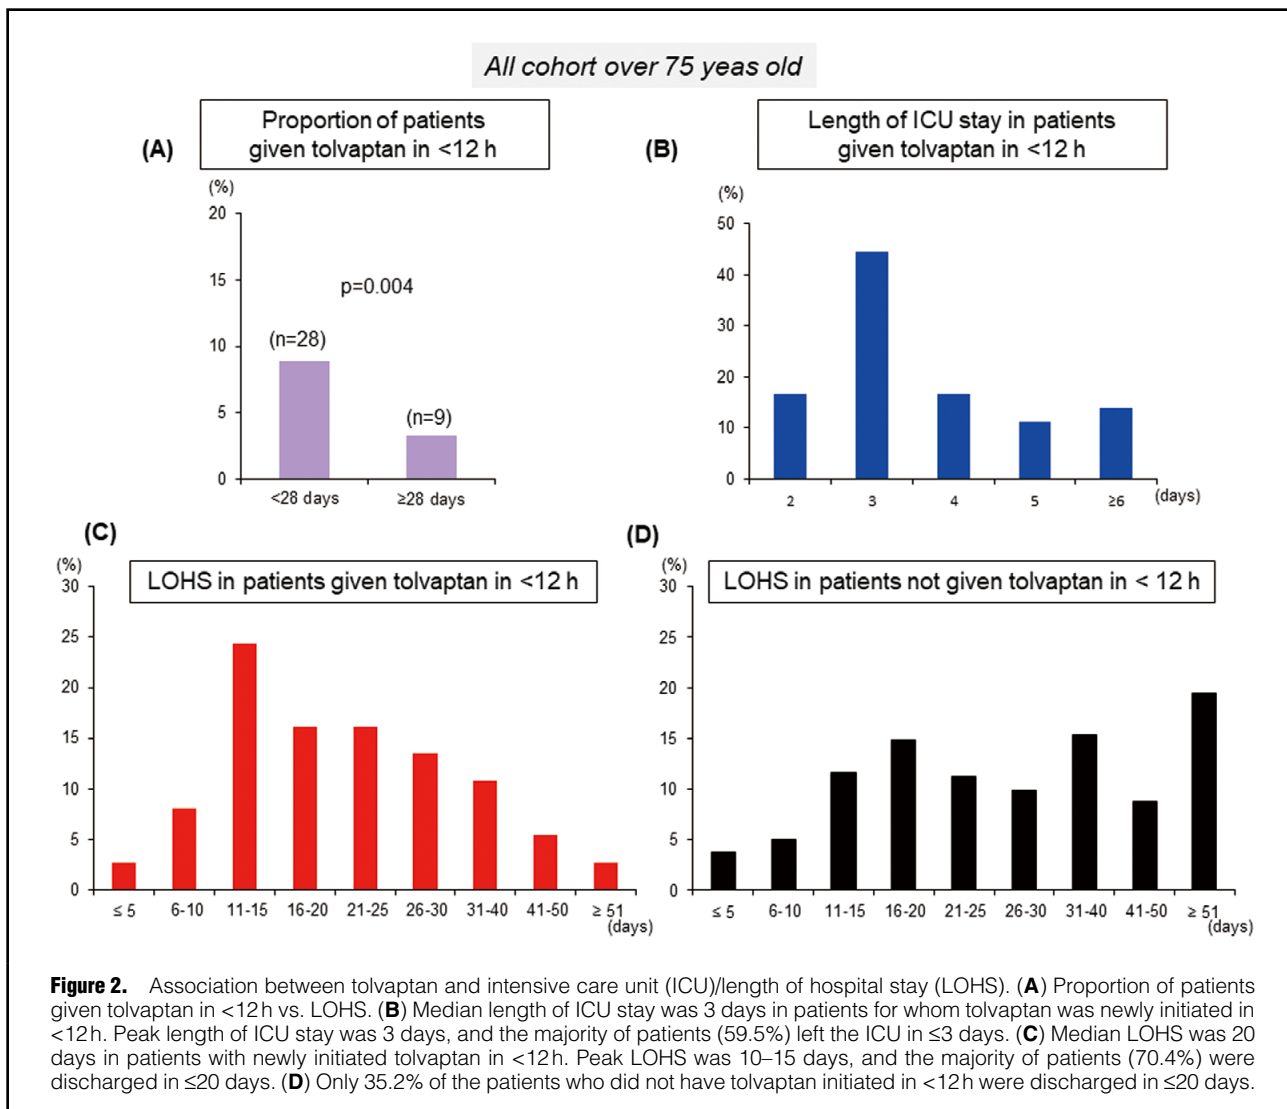 All cohort over 75 yeas old
(A)
Proportion of patients
given tolvaptan in <12 h
(%)
20
15
10
5
0
p=0.004
(n=28)
(n=9)
<28 days
≥28 days
(B)
Length of ICU stay in patients
given tolvaptan in <12 h
(%)
50
40
30
20
10
0
2 3 4 5 ≥6 (days)
(C)
LOHS in patients given tolvaptan in <12 h
(%)
30
25
20
15
10
5
0
≤ 5 6-10 11-15 16-20 21-25 26-30 31-40 41-50 ≥ 51
(days)
(D)
LOHS in patients not given tolvaptan in < 12 h
(%)
30
25
20
15
10
5
0
≤ 5 6-10 11-15 16-20 21-25 26-30 31-40 41-50 ≥ 51
(days)
Figure 2. Association between tolvaptan and intensive care unit (ICU)/length of hospital stay (LOHS). (A) Proportion of patients
given tolvaptan in <12h vs. LOHS. (B) Median length of ICU stay was 3 days in patients for whom tolvaptan was newly initiated in
<12h. Peak length of ICU stay was 3 days, and the majority of patients (59.5%) left the ICU in ≤3 days. (C) Median LOHS was 20
days in patients with newly initiated tolvaptan in <12h. Peak LOHS was 10–15 days, and the majority of patients (70.4%) were
discharged in ≤20 days. (D) Only 35.2% of the patients who did not have tolvaptan initiated in <12h were discharged in ≤20 days.